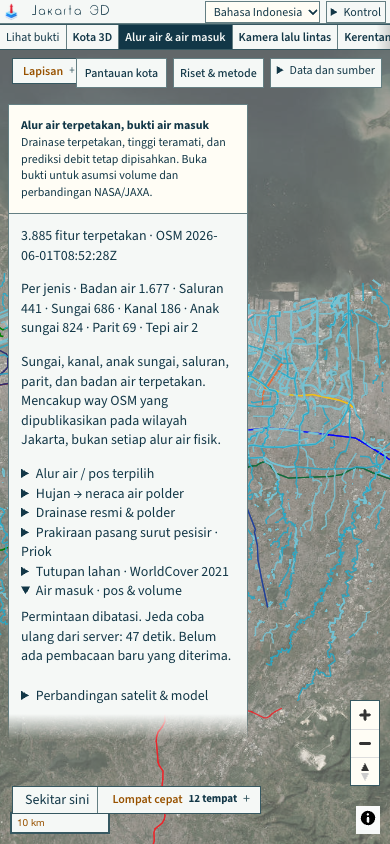 Jakarta 3D
Bahasa Indonesia
▶ Kontrol
Lihat bukti
Kota 3D
Alur air & air masuk
Kamera lalu lintas
Kerentan
Lapisan +
Pantauan kota
Riset & metode
▶ Data dan sumber
Alur air terpetakan, bukti air masuk
Drainase terpetakan, tinggi teramati, dan
prediksi debit tetap dipisahkan. Buka
bukti untuk asumsi volume dan
perbandingan NASA/JAXA.
3.885 fitur terpetakan · OSM 2026-
06-01T08:52:28Z
Per jenis · Badan air 1.677 · Saluran
441 · Sungai 686 · Kanal 186 · Anak
sungai 824 · Parit 69 · Tepi air 2
Sungai, kanal, anak sungai, saluran,
parit, dan badan air terpetakan.
Mencakup way OSM yang
dipublikasikan pada wilayah
Jakarta, bukan setiap alur air fisik.
▶ Alur air / pos terpilih
▶ Hujan → neraca air polder
▶ Drainase resmi & polder
▶ Prakiraan pasang surut pesisir ·
Priok
▶ Tutupan lahan · WorldCover 2021
▼ Air masuk · pos & volume
Permintaan dibatasi. Jeda coba
ulang dari server: 47 detik. Belum
ada pembacaan baru yang diterima.
▶ Perbandingan satelit & model
Sekitar sini
Lompat cepat 12 tempat +
10 km